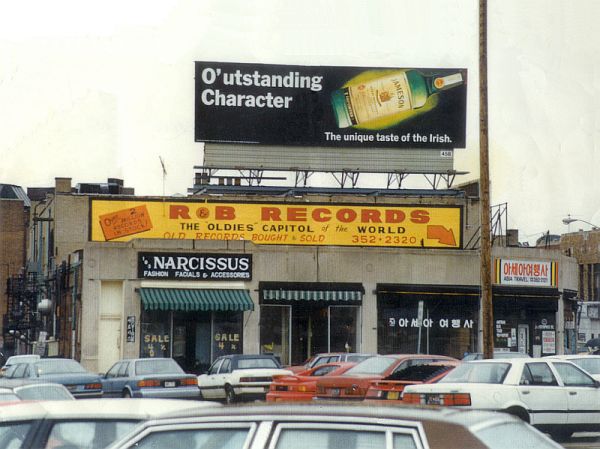 O'utstanding
Character
JAMESON
The unique taste of the Irish.
R & B RECORDS
THE OLDIES' CAPITOL of the WORLD
OLD RECORDS BOUGHT & SOLD 352-2320
NARCISSUS
FASHION FACIALS & ACCESSORIES
SALE
SALE
아세아여행사
ASIA TRAVEL
아세아 여행사